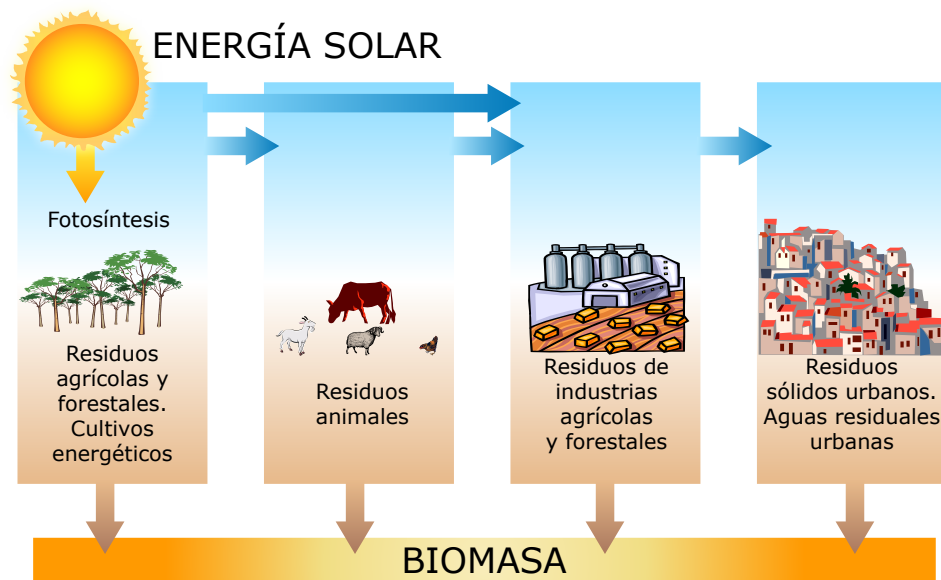 ENERGÍA SOLAR
Fotosíntesis
Residuos
agrícolas y
forestales.
Cultivos
energéticos
Residuos
animales
Residuos de
industrias
agrícolas
y forestales
Residuos
sólidos urbanos.
Aguas residuales
urbanas
BIOMASA